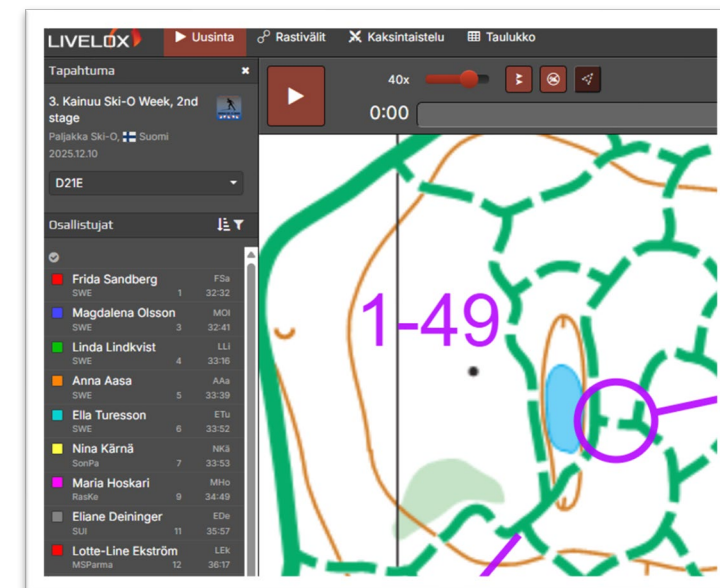 LIVELOX
Uusinta
Rastivälit
Kaksintaistelu
Taulukko
Tapahtuma
3. Kainuu Ski-O Week, 2nd
stage
Paljakka Ski-O, Suomi
2025.12.10
D21E
Osallistujat
Frida Sandberg FSa
SWE 1 32:32
Magdalena Olsson MOl
SWE 3 32:41
Linda Lindkvist LLi
SWE 4 33:16
Anna Aasa AAa
SWE 5 33:39
Ella Turesson ETu
SWE 6 33:52
Nina Kärnä NKä
SonPa 7 33:53
Maria Hoskari MHo
RasKe 9 34:49
Eliane Deininger EDe
SUI 11 35:57
Lotte-Line Ekström LEk
MSParma 12 36:17
40x
0:00
1-49